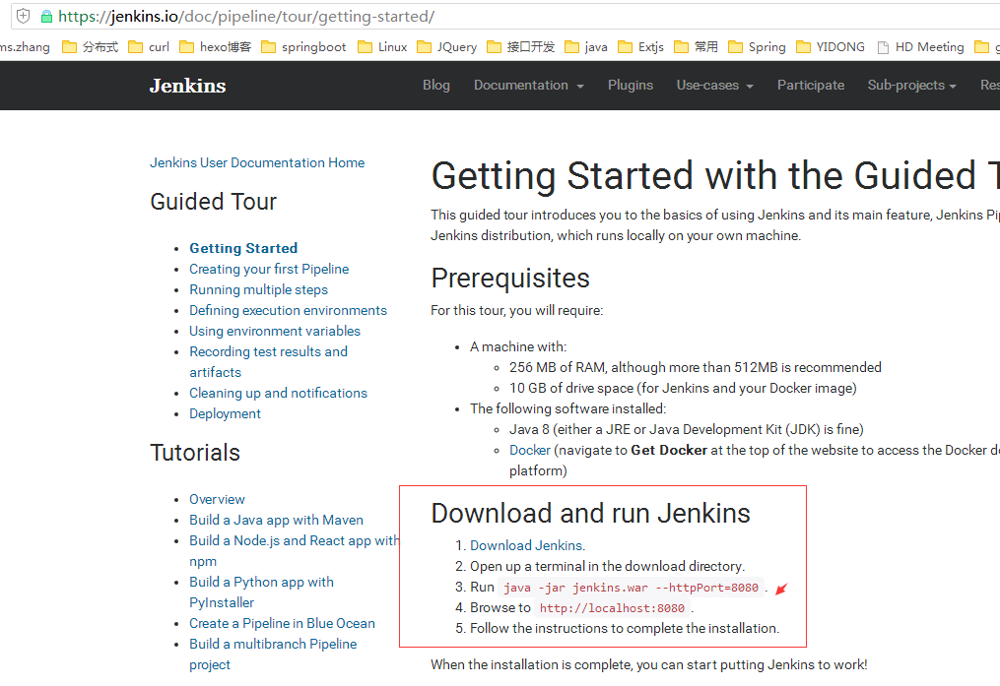 https://jenkins.io/doc/pipeline/tour/getting-started/
ms.zhang 分布式 curl hexo博客 springboot Linux JQuery 接口开发 java Extjs 常用 Spring YIDONG HD Meeting
Jenkins Blog Documentation Plugins Use-cases Participate Sub-projects Res
Jenkins User Documentation Home
Guided Tour
Getting Started
Creating your first Pipeline
Running multiple steps
Defining execution environments
Using environment variables
Recording test results and
artifacts
Cleaning up and notifications
Deployment
Tutorials
Overview
Build a Java app with Maven
Build a Node.js and React app with
npm
Build a Python app with
PyInstaller
Create a Pipeline in Blue Ocean
Build a multibranch Pipeline
project
Getting Started with the Guided T
This guided tour introduces you to the basics of using Jenkins and its main feature, Jenkins Pip
Jenkins distribution, which runs locally on your own machine.
Prerequisites
For this tour, you will require:
• A machine with:
◦ 256 MB of RAM, although more than 512MB is recommended
◦ 10 GB of drive space (for Jenkins and your Docker image)
• The following software installed:
◦ Java 8 (either a JRE or Java Development Kit (JDK) is fine)
◦ Docker (navigate to Get Docker at the top of the website to access the Docker do
platform)
Download and run Jenkins
1. Download Jenkins.
2. Open up a terminal in the download directory.
3. Run java -jar jenkins.war --httpPort=8080 .
4. Browse to http://localhost:8080 .
5. Follow the instructions to complete the installation.
When the installation is complete, you can start putting Jenkins to work!